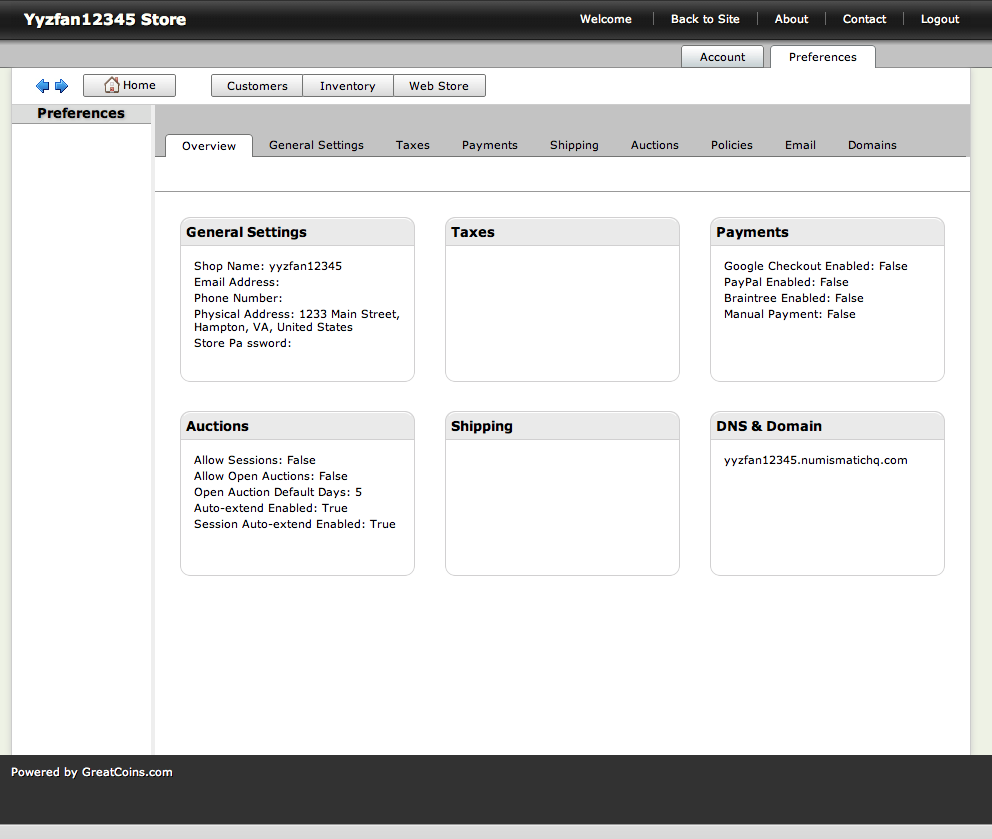 Yyzfan12345 Store
Welcome Back to Site About Contact Logout
Account Preferences
Home Customers Inventory Web Store
Preferences
Overview General Settings Taxes Payments Shipping Auctions Policies Email Domains
General Settings
Shop Name: yyzfan12345
Email Address:
Phone Number:
Physical Address: 1233 Main Street,
Hampton, VA, United States
Store Pa ssword:
Taxes
Payments
Google Checkout Enabled: False
PayPal Enabled: False
Braintree Enabled: False
Manual Payment: False
Auctions
Allow Sessions: False
Allow Open Auctions: False
Open Auction Default Days: 5
Auto-extend Enabled: True
Session Auto-extend Enabled: True
Shipping
DNS & Domain
yyzfan12345.numismatichq.com
Powered by GreatCoins.com